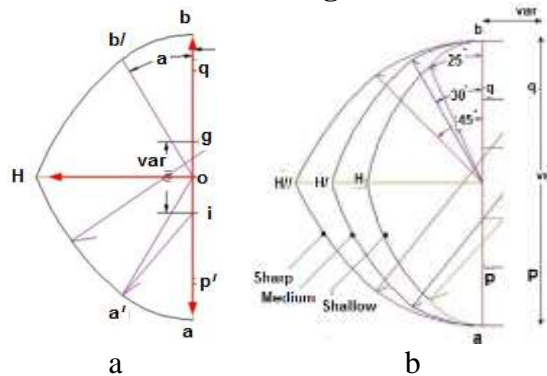 b
b/
a
q
g
var
H
o
i
p'
a'
a
a
var
b
25°
q
q
30°
45°
H//
H/
H
Sharp
Medium
Shallow
p
P
a
b